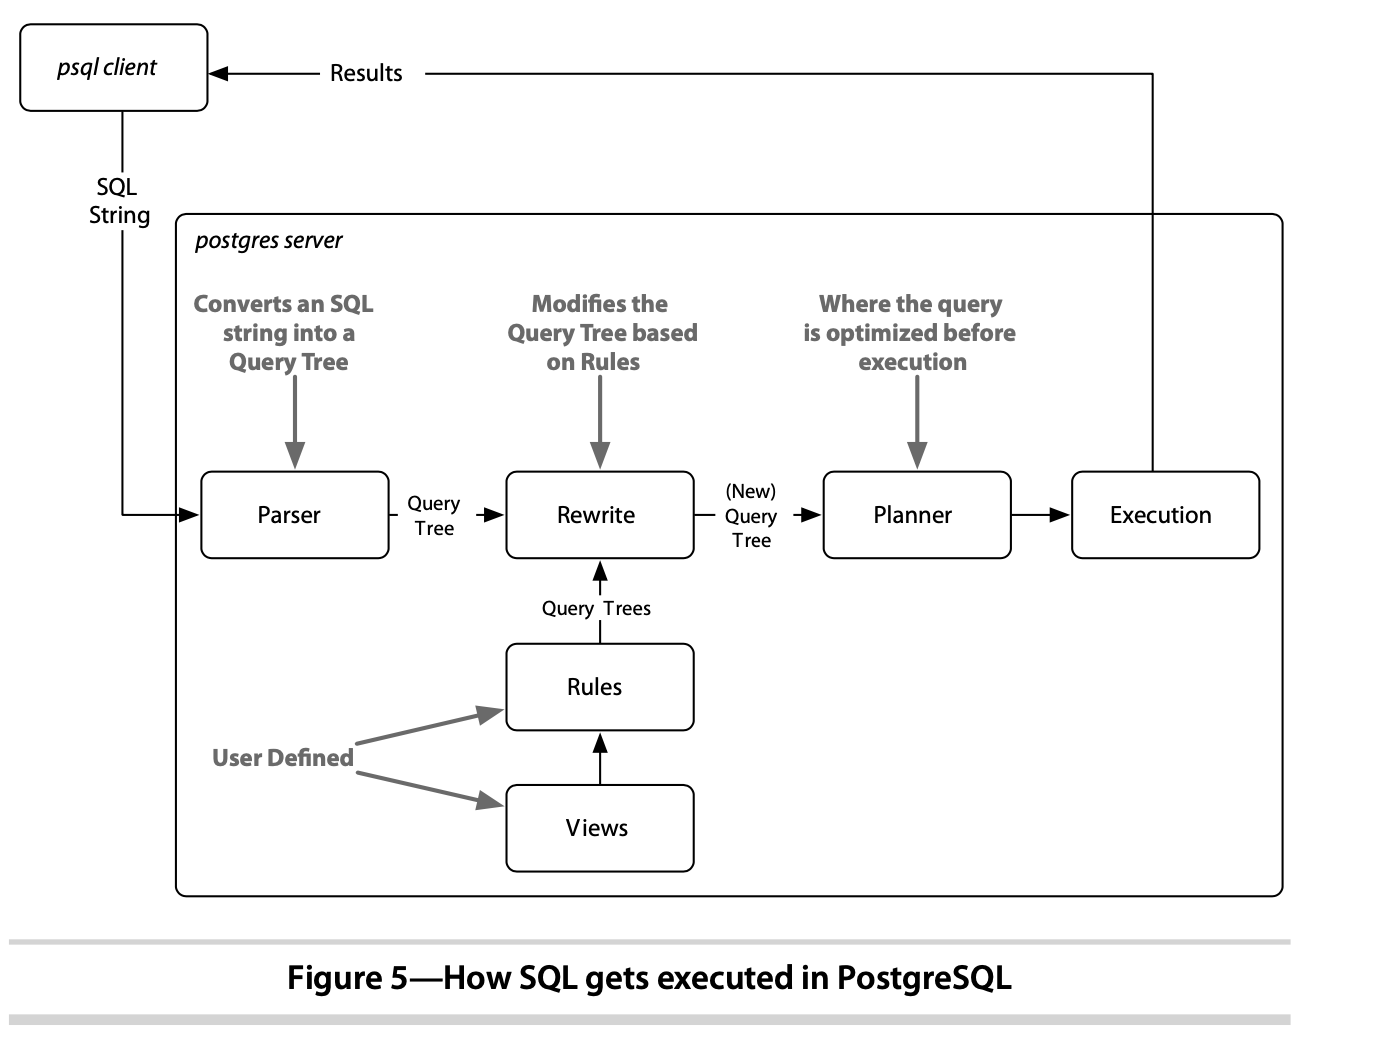 psql client
Results
SQL
String
postgres server
Converts an SQL
string into a
Query Tree
Modifies the
Query Tree based
on Rules
Where the query
is optimized before
execution
Parser
Query
Tree
Rewrite
(New)
Query
Tree
Planner
Execution
Query Trees
Rules
User Defined
Views
Figure 5—How SQL gets executed in PostgreSQL